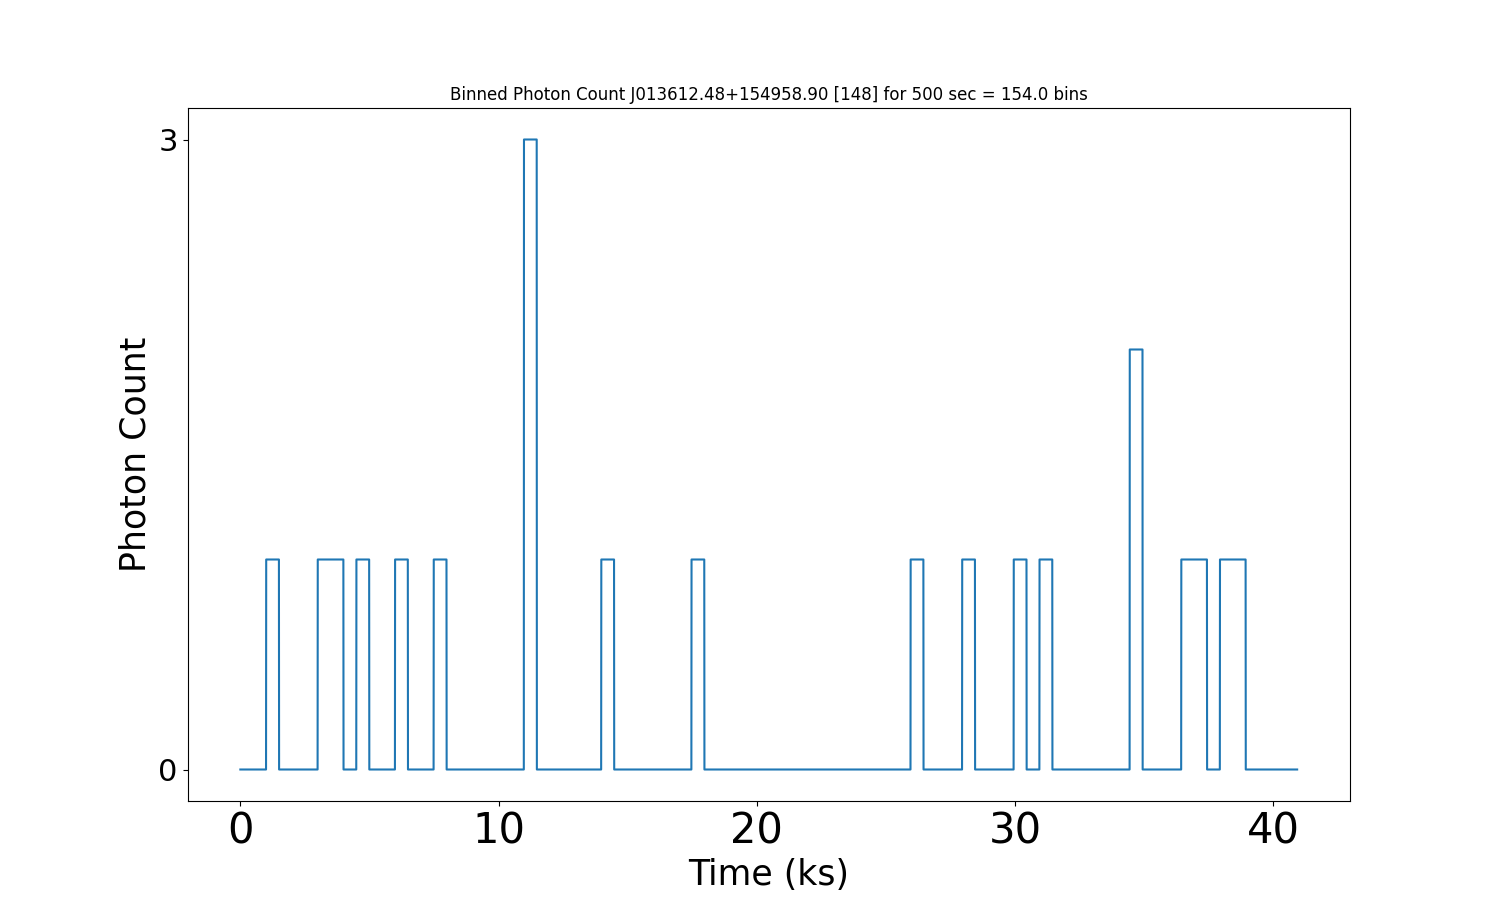 Binned Photon Count J013612.48+154958.90 [148] for 500 sec = 154.0 bins
3
Photon Count
0
0 10 20 30 40
Time (ks)